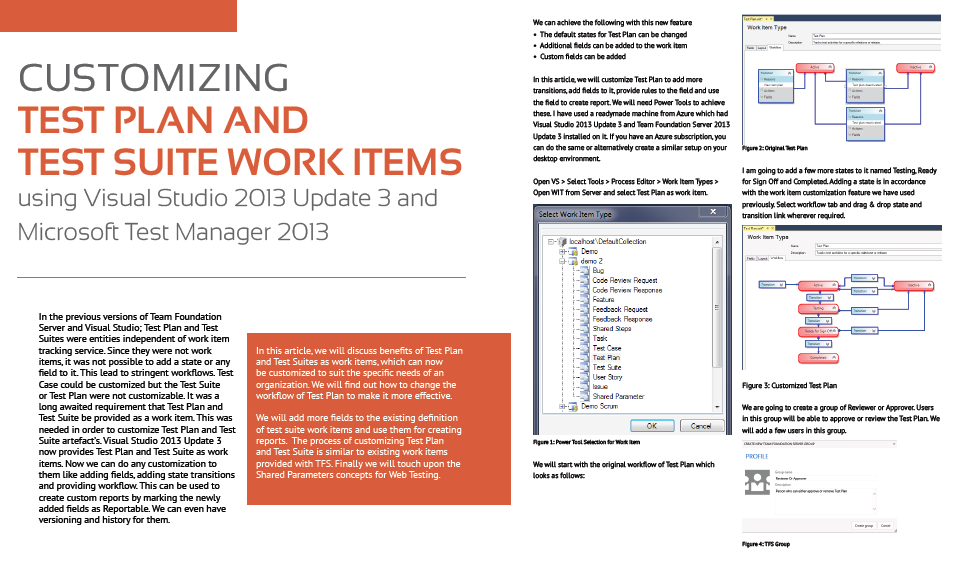 CUSTOMIZING
TEST PLAN AND
TEST SUITE WORK ITEMS
using Visual Studio 2013 Update 3 and
Microsoft Test Manager 2013
In the previous versions of Team Foundation
Server and Visual Studio; Test Plan and Test
Suites were entities independent of work item
tracking service. Since they were not work
items, it was not possible to add a state or any
field to it. This lead to stringent workflows. Test
Case could be customized but the Test Suite
or Test Plan were not customizable. It was a
long awaited requirement that Test Plan and
Test Suite be provided as a work item. This was
needed in order to customize Test Plan and Test
Suite artefact's. Visual Studio 2013 Update 3
now provides Test Plan and Test Suite as work
items. Now we can do any customization to
them like adding fields, adding state transitions
and providing workflow. This can be used to
create custom reports by marking the newly
added fields as Reportable. We can even have
versioning and history for them.
In this article, we will discuss benefits of Test Plan
and Test Suites as work items, which can now
be customized to suit the specific needs of an
organization. We will find out how to change the
workflow of Test Plan to make it more effective.
We will add more fields to the existing definition
of test suite work items and use them for creating
reports. The process of customizing Test Plan
and Test Suite is similar to existing work items
provided with TFS. Finally we will touch upon the
Shared Parameters concepts for Web Testing.
We can achieve the following with this new feature
• The default states for Test Plan can be changed
• Additional fields can be added to the work item
• Custom fields can be added
In this article, we will customize Test Plan to add more
transitions, add fields to it, provide rules to the field and use
the field to create report. We will need Power Tools to achieve
these. I have used a readymade machine from Azure which had
Visual Studio 2013 Update 3 and Team Foundation Server 2013
Update 3 installed on it. If you have an Azure subscription, you
can do the same or alternatively create a similar setup on your
desktop environment.
Open VS > Select Tools > Process Editor > Work Item Types >
Open WIT from Server and select Test Plan as work item.
Select Work Item Type
localhost\DefaultCollection
Demo
demo 2
Bug
Code Review Request
Code Review Response
Feature
Feedback Request
Feedback Response
Shared Steps
Task
Test Case
Test Plan
Test Suite
User Story
Issue
Shared Parameter
Demo Scrum
OK Cancel
Figure 1: Power Tool Selection for Work Item
We will start with the original workflow of Test Plan which
looks as follows:
Work Item Type
Name: Test Plan
Description:
Fields Layout Workflow
Active
Inactive
Transition
Reasons
Actions
Fields
Transition
Reasons
Actions
Fields
Transition
Reasons
Actions
Fields
Figure 2: Original Test Plan
I am going to add a few more states to it named Testing, Ready
for Sign Off and Completed. Adding a state is in accordance
with the work item customization feature we have used
previously. Select workflow tab and drag & drop state and
transition link wherever required.
Work Item Type
Name: Test Plan
Description:
Fields Layout Workflow
Transition
Active
Transition
Transition
Inactive
Transition
Testing
Transition
Transition
Ready for Sign Off
Transition
Transition
Completed
Figure 3: Customized Test Plan
We are going to create a group of Reviewer or Approver. Users
in this group will be able to approve or review the Test Plan. We
will add a few users in this group.
CREATE NEW TEAM FOUNDATION SERVER GROUP
PROFILE
Group name
Reviewer Or Approver
Description
Person who can either approve or review Test Plan
Create group Cancel
Figure 4: TFS Group